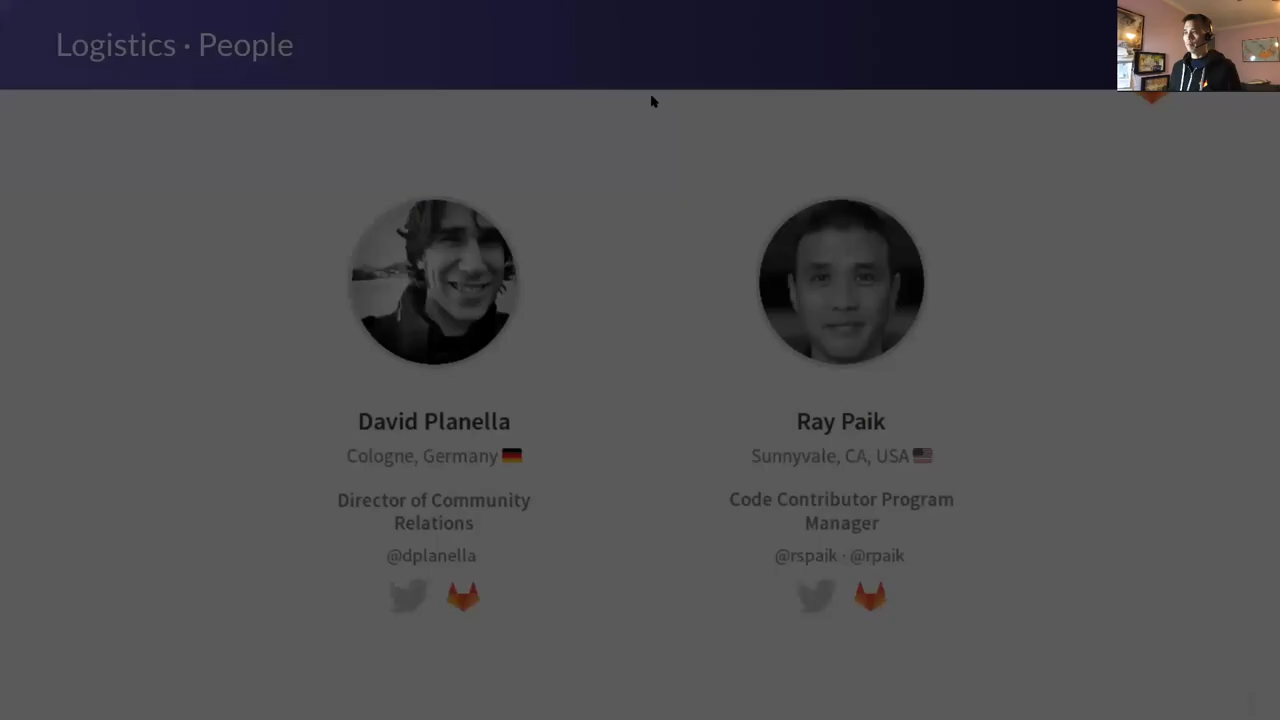 Logistics · People
David Planella
Cologne, Germany
Director of Community
Relations
@dplanella
Ray Paik
Sunnyvale, CA, USA
Code Contributor Program
Manager
@rspaik · @rpaik